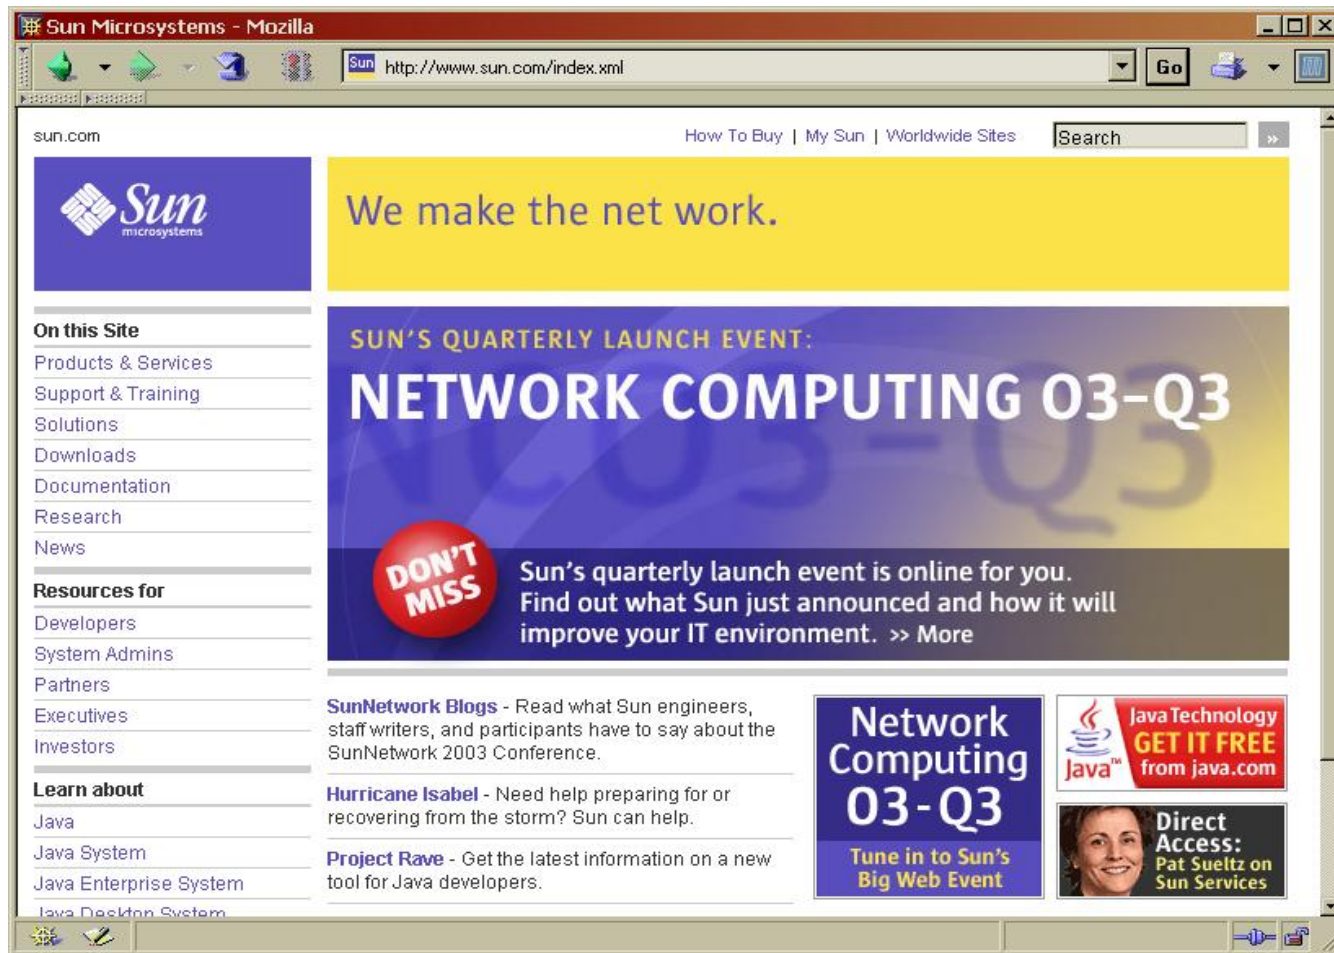 Sun Microsystems - Mozilla
Sun http://www.sun.com/index.xml Go
sun.com How To Buy | My Sun | Worldwide Sites Search »
Sun
microsystems
We make the net work.
On this Site
Products & Services
Support & Training
Solutions
Downloads
Documentation
Research
News
Resources for
Developers
System Admins
Partners
Executives
Investors
Learn about
Java
Java System
Java Enterprise System
Java Desktop System
SUN'S QUARTERLY LAUNCH EVENT:
NETWORK COMPUTING 03-Q3
NC03-Q3
DON'T
MISS
Sun's quarterly launch event is online for you.
Find out what Sun just announced and how it will
improve your IT environment. >> More
SunNetwork Blogs - Read what Sun engineers,
staff writers, and participants have to say about the
SunNetwork 2003 Conference.
Hurricane Isabel - Need help preparing for or
recovering from the storm? Sun can help.
Project Rave - Get the latest information on a new
tool for Java developers.
Network
Computing
03-Q3
Tune in to Sun's
Big Web Event
Java™
Java Technology
GET IT FREE
from java.com
Direct
Access:
Pat Sueltz on
Sun Services